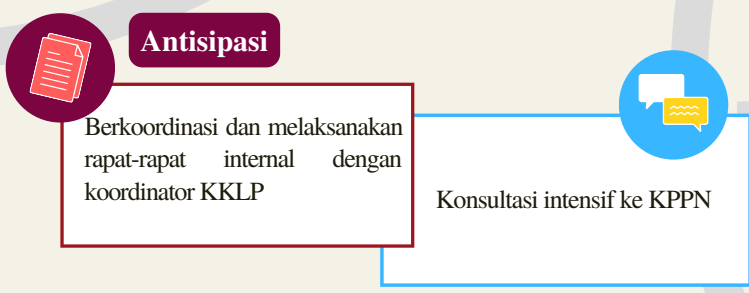 Antisipasi
Berkoordinasi dan melaksanakan
rapat-rapat internal dengan
koordinator KKLP
Konsultasi intensif ke KPPN